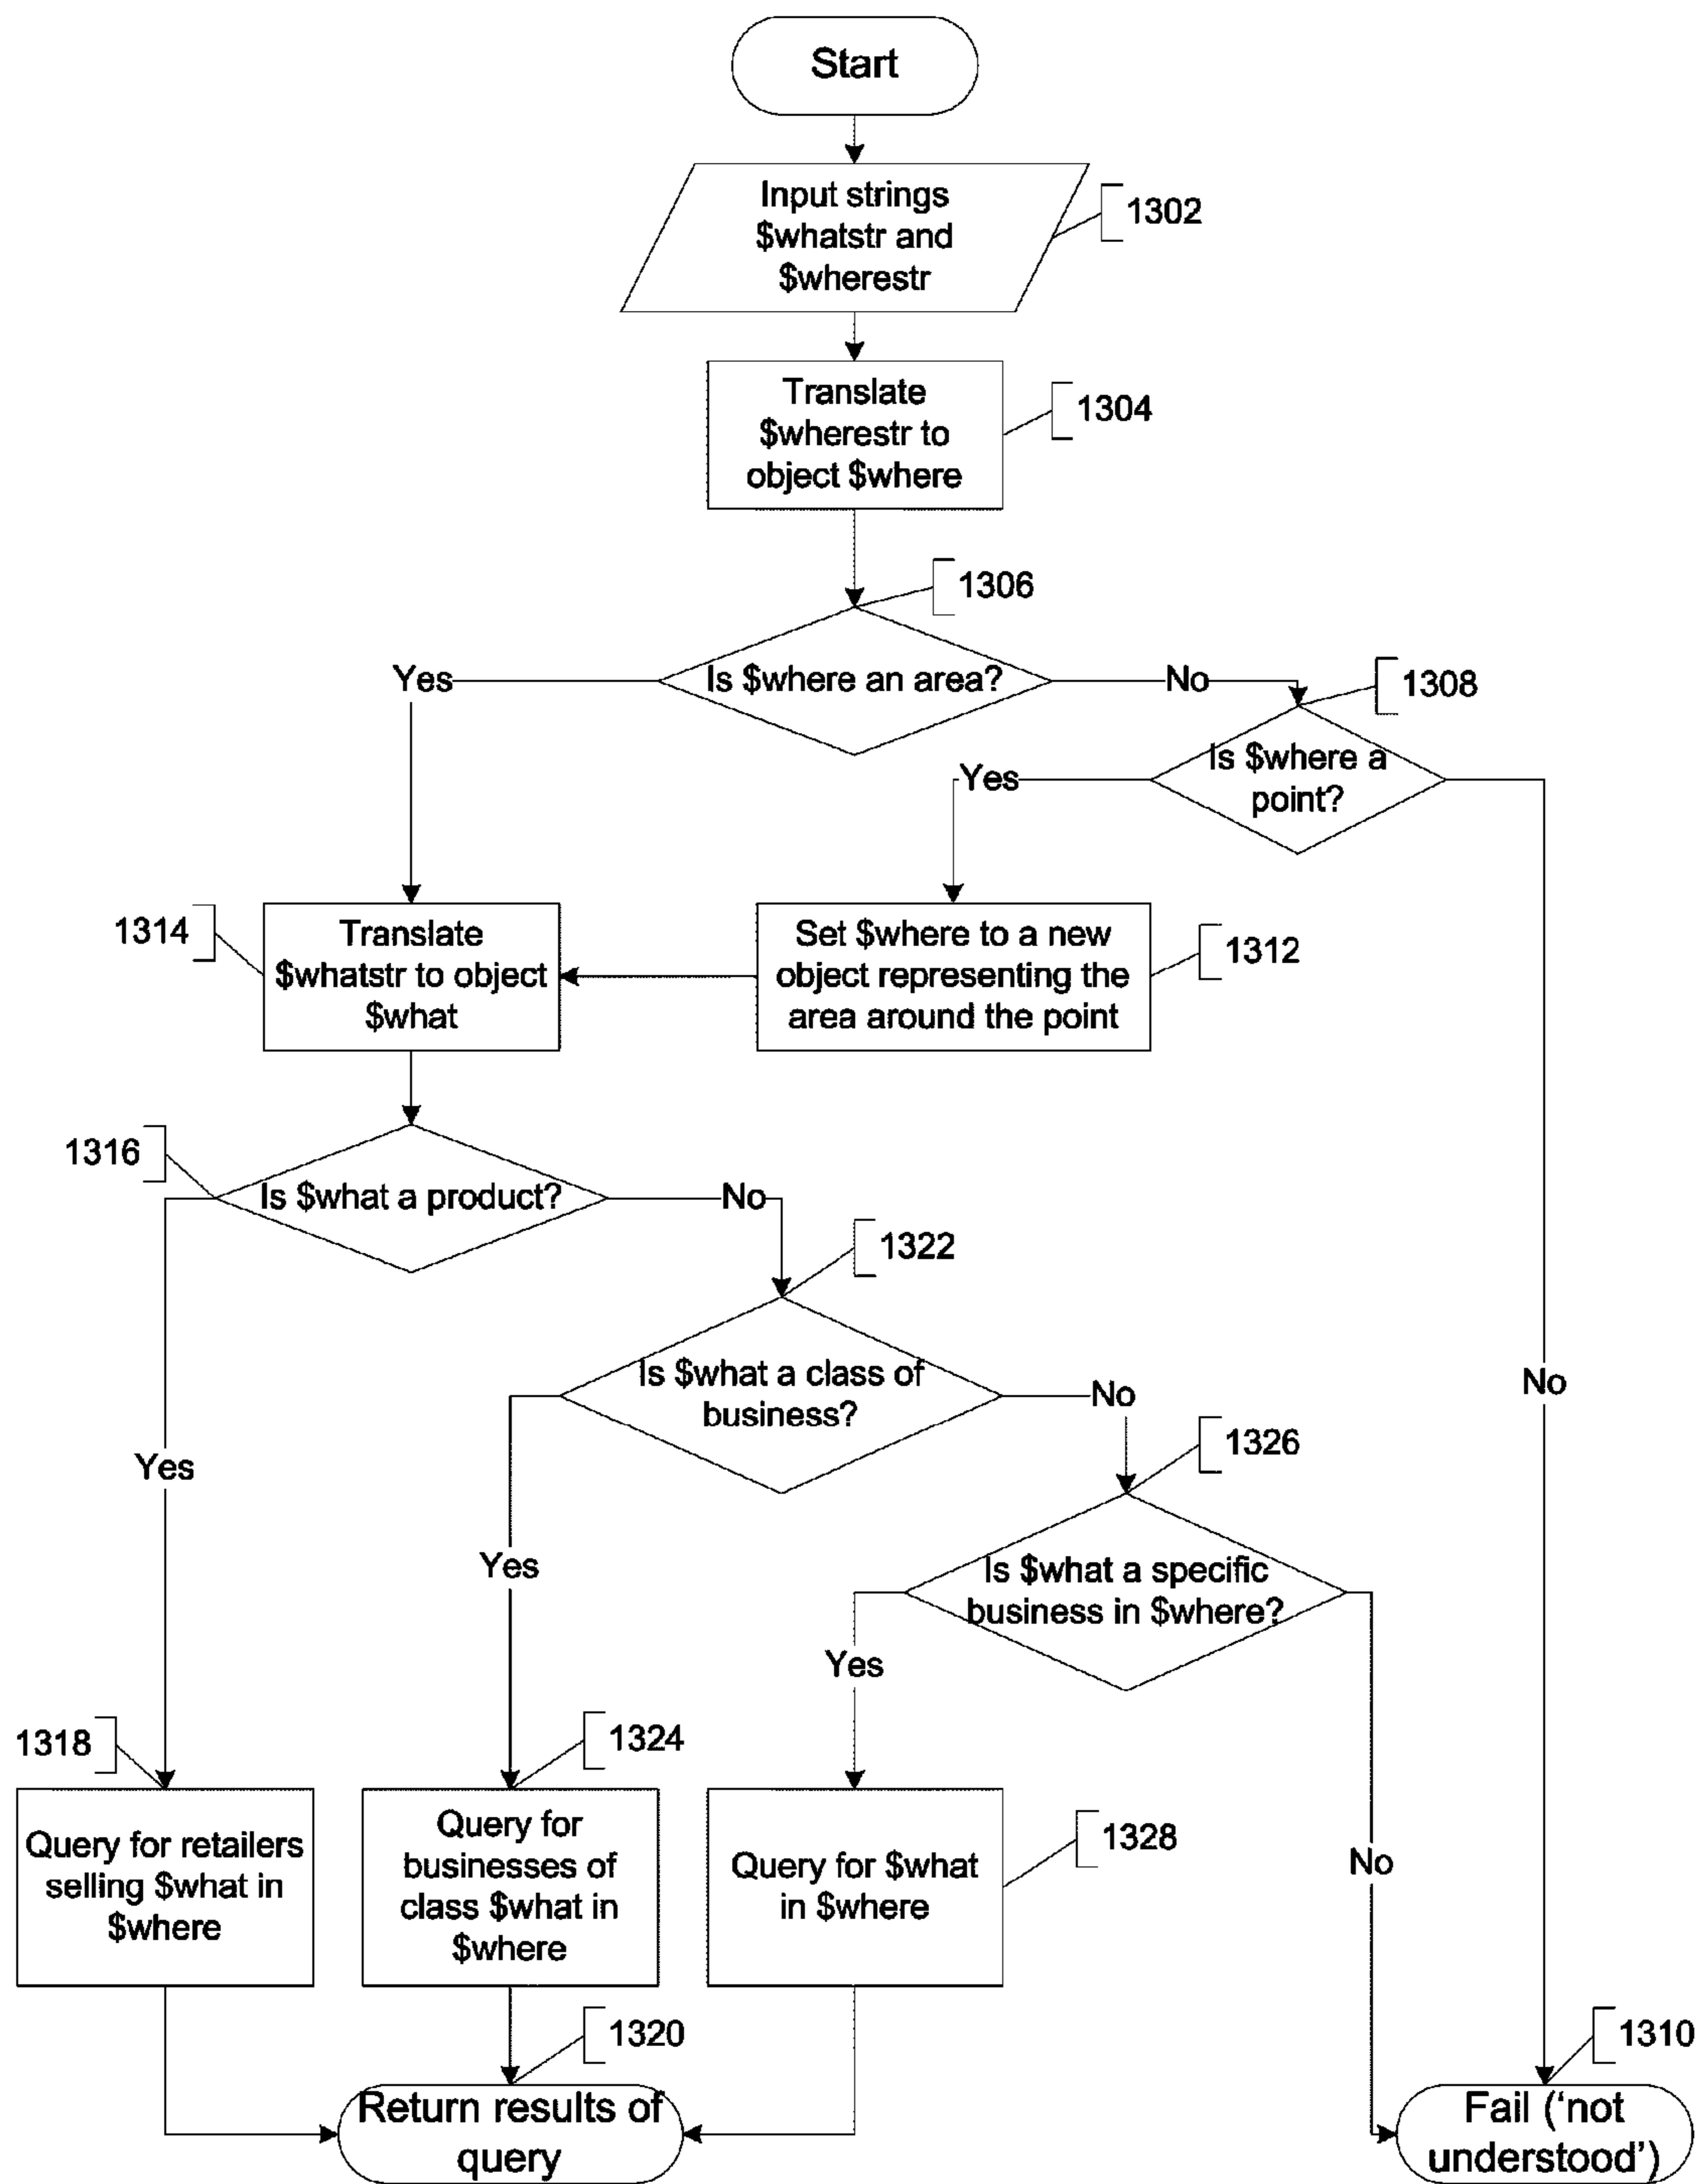 Start
Input strings
$whatstr and
$wherestr
1302
Translate
$wherestr to
object $where
1304
1306
Is $where an area?
Yes
No
1308
Is $where a
point?
Yes
No
1314
Translate
$whatstr to object
$what
Set $where to a new
object representing the
area around the point
1312
1316
Is $what a product?
No
Yes
1322
Is $what a class of
business?
No
Yes
1326
Is $what a specific
business in $where?
Yes
No
1318
Query for retailers
selling $what in
$where
1324
Query for
businesses of
class $what in
$where
1328
Query for $what
in $where
1320
Return results of
query
1310
Fail (‘not
understood’)